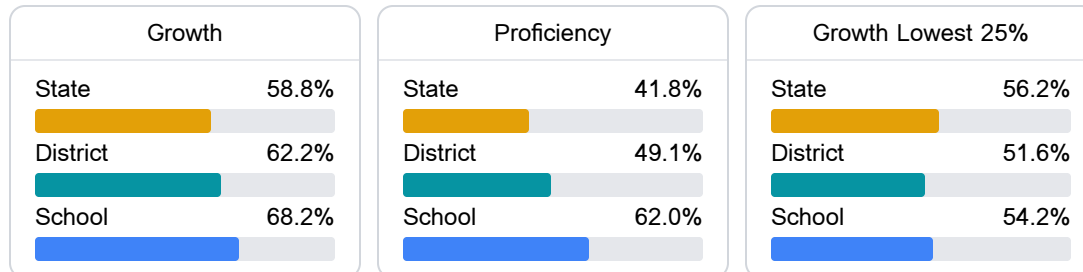 Growth
State 58.8%
District 62.2%
School 68.2%
Proficiency
State 41.8%
District 49.1%
School 62.0%
Growth Lowest 25%
State 56.2%
District 51.6%
School 54.2%